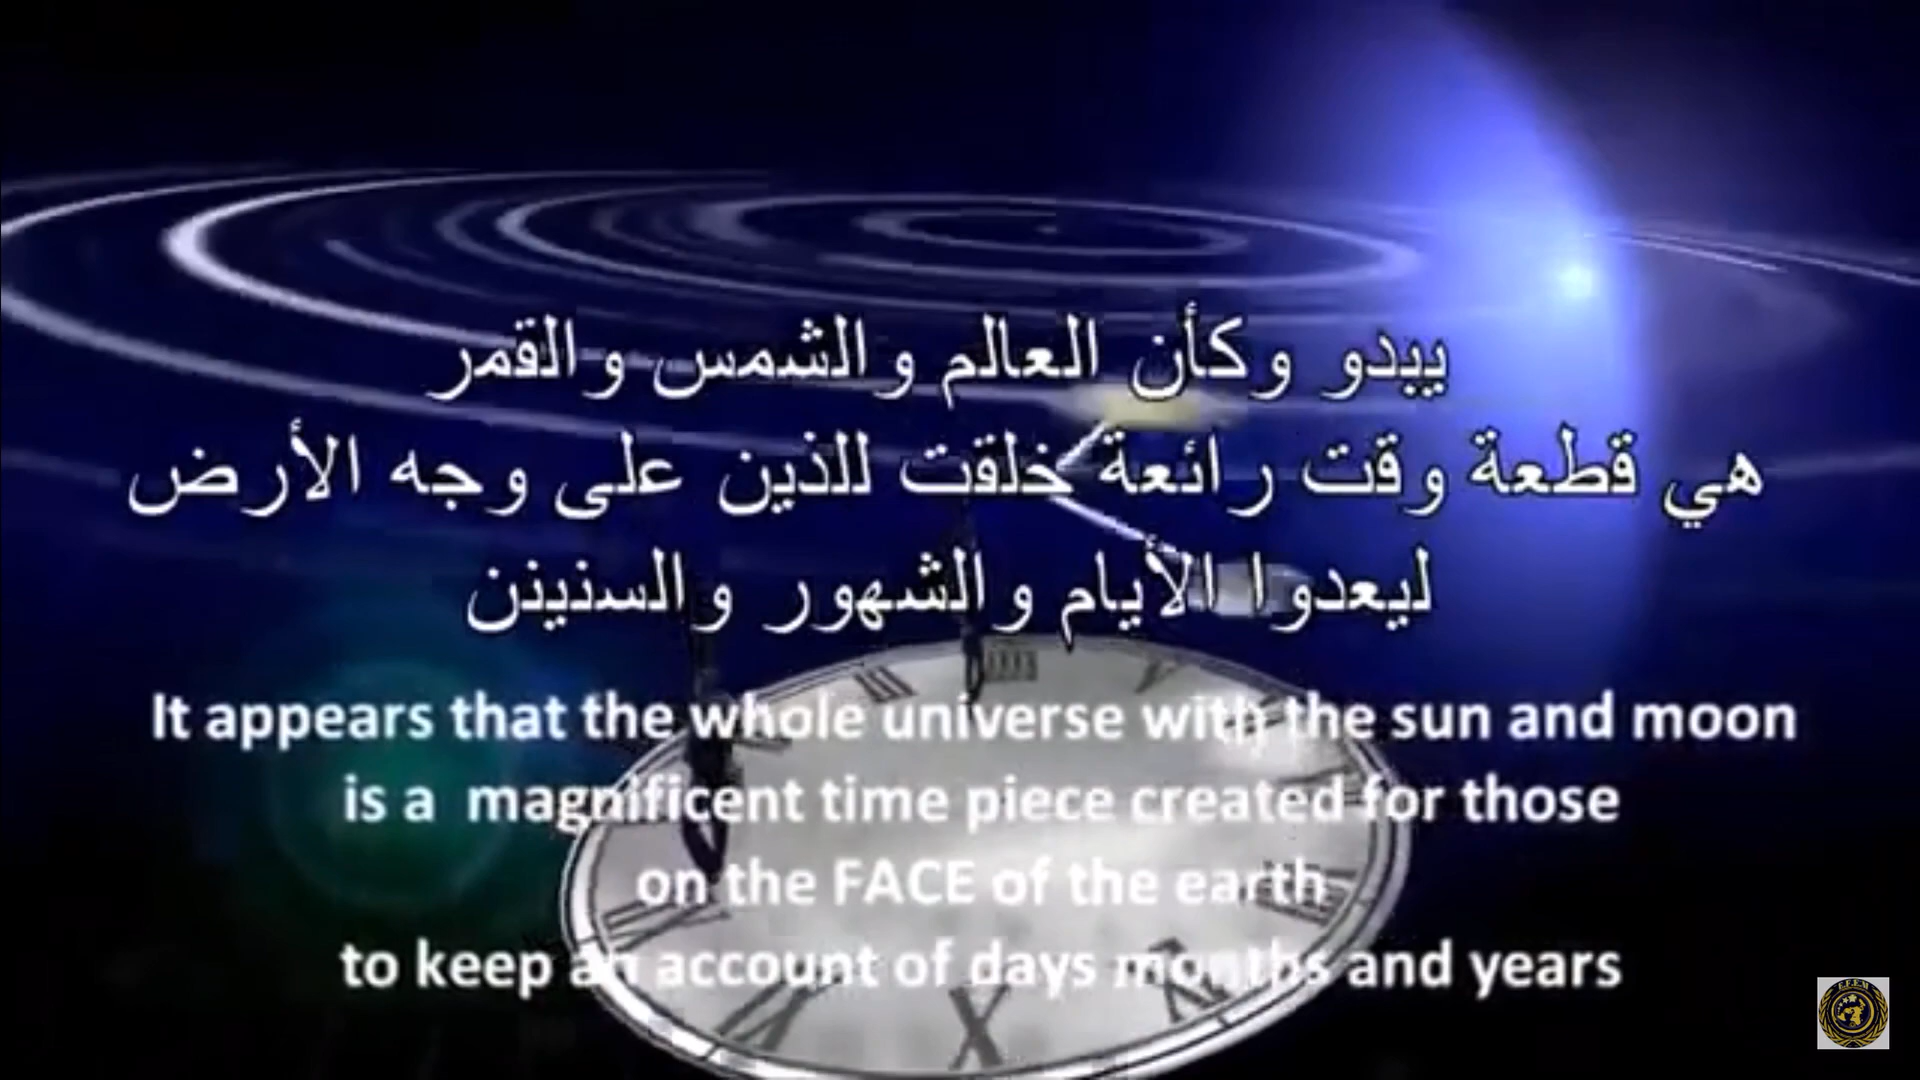 يبدو وكأن العالم والشمس والقمر
هي قطعة وقت رائعة خلقت للذين على وجه الأرض
ليعدوا الأيام والشهور والسنينن
It appears that the whole universe with the sun and moon
is a magnificent time piece created for those
on the FACE of the earth
to keep an account of days months and years